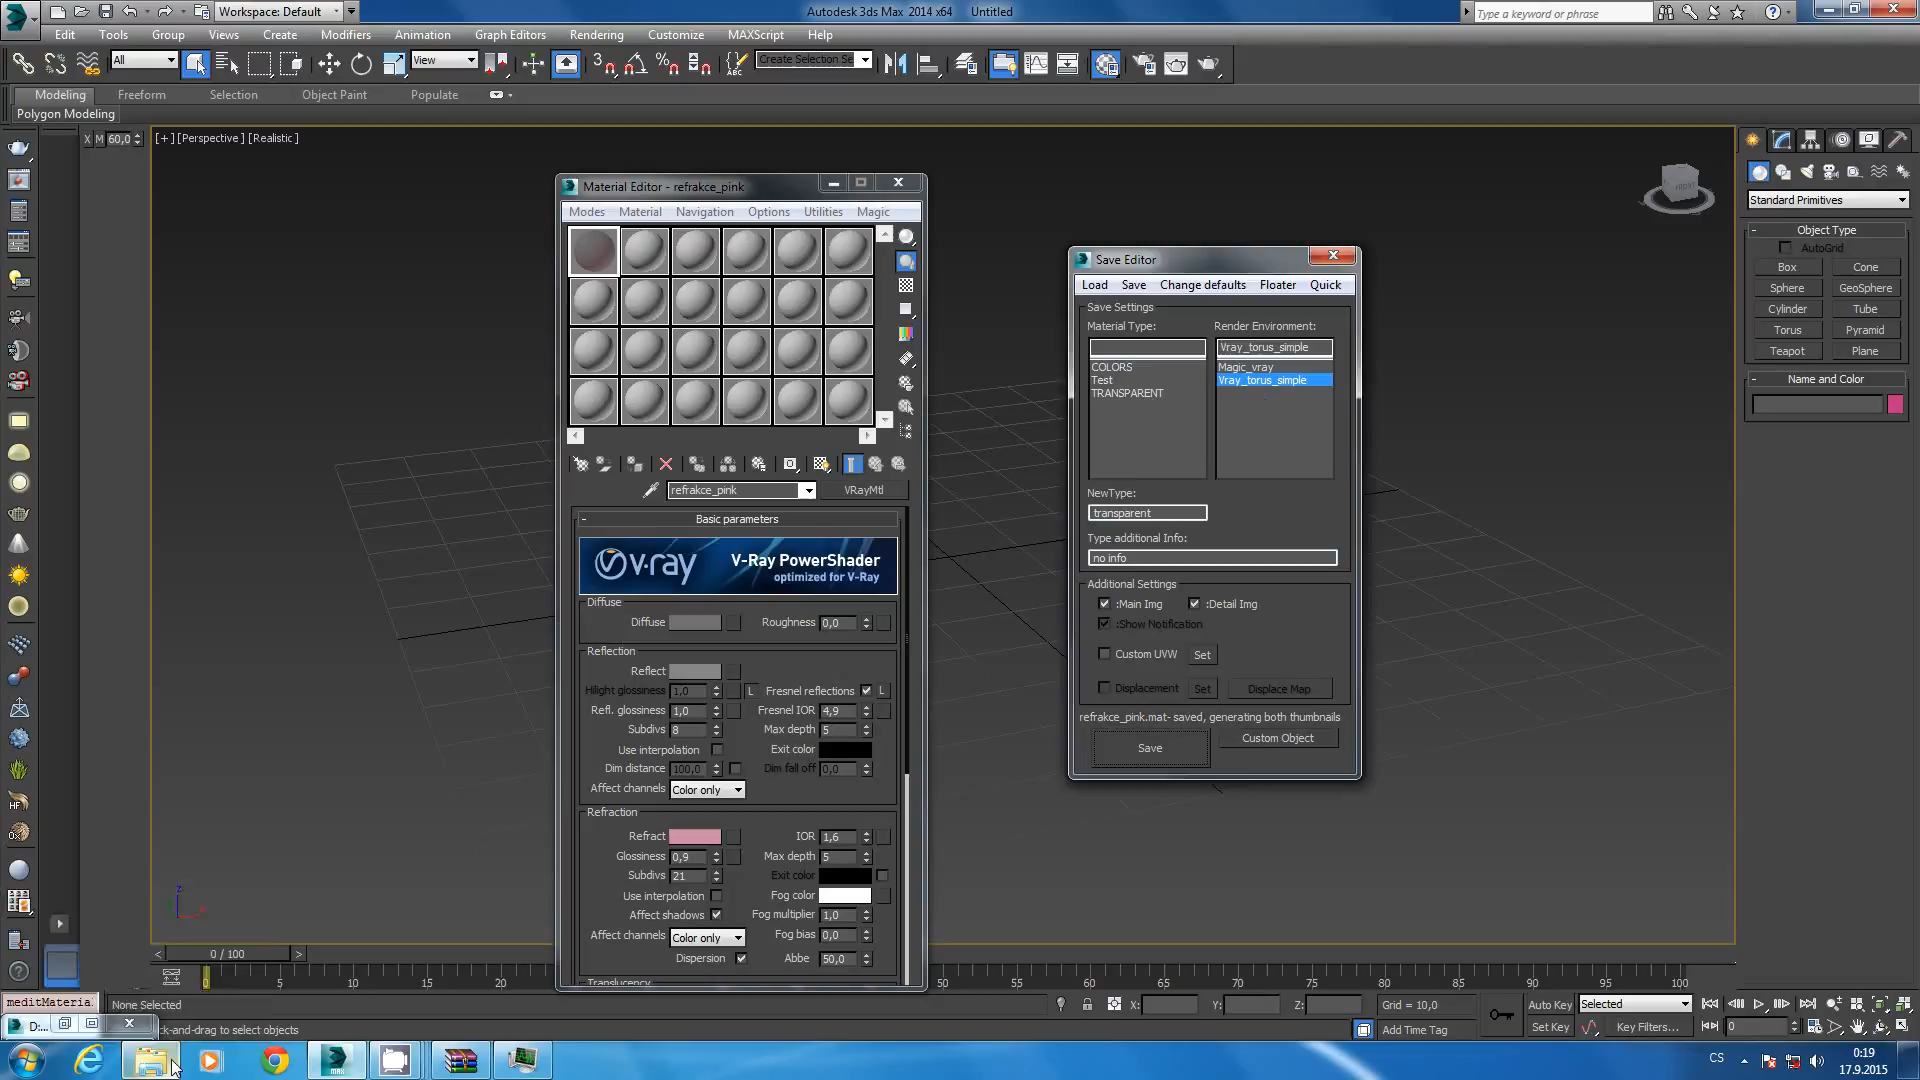 Workspace: Default
Autodesk 3ds Max 2014 x64 Untitled
Type a keyword or phrase
Edit Tools Group Views Create Modifiers Animation Graph Editors Rendering Customize MAXScript Help
All
View
Create Selection Se
Modeling Freeform Selection Object Paint Populate
Polygon Modeling
X M 60,0
[+] [Perspective] [Realistic]
Material Editor - refrakce_pink
Modes Material Navigation Options Utilities Magic
refrakce_pink
VRayMtl
Basic parameters
V-Ray PowerShader
optimized for V-Ray
Diffuse
Diffuse
Roughness 0,0
Reflection
Reflect
Hilight glossiness 1,0 L Fresnel reflections L
Refl. glossiness 1,0 Fresnel IOR 4,9
Subdivs 8 Max depth 5
Use interpolation Exit color
Dim distance 100,0 Dim fall off 0,0
Affect channels Color only
Refraction
Refract IOR 1,6
Glossiness 0,9 Max depth 5
Subdivs 21 Exit color
Use interpolation Fog color
Affect shadows Fog multiplier 1,0
Affect channels Color only Fog bias 0,0
Dispersion Abbe 50,0
Translucency
Save Editor
Load Save Change defaults Floater Quick
Save Settings
Material Type: Render Environment:
Vray_torus_simple
COLORS
Test
TRANSPARENT
Magic_vray
Vray_torus_simple
NewType:
transparent
Type additional Info:
no info
Additional Settings
:Main Img :Detail Img
:Show Notification
Custom UVW Set
Displacement Set Displace Map
refrakce_pink.mat- saved, generating both thumbnails
Save Custom Object
FRONT
Standard Primitives
Object Type
AutoGrid
Box Cone
Sphere GeoSphere
Cylinder Tube
Torus Pyramid
Teapot Plane
Name and Color
0 / 100
0 5 10 15 20 50 55 60 65 70 75 80 85 90 95 100
meditMaterial
None Selected
X: Y: Z: Grid = 10,0
Auto Key Selected
D:...
ck-and-drag to select objects
Add Time Tag
Set Key Key Filters... 0
CS
0:19
17.9.2015